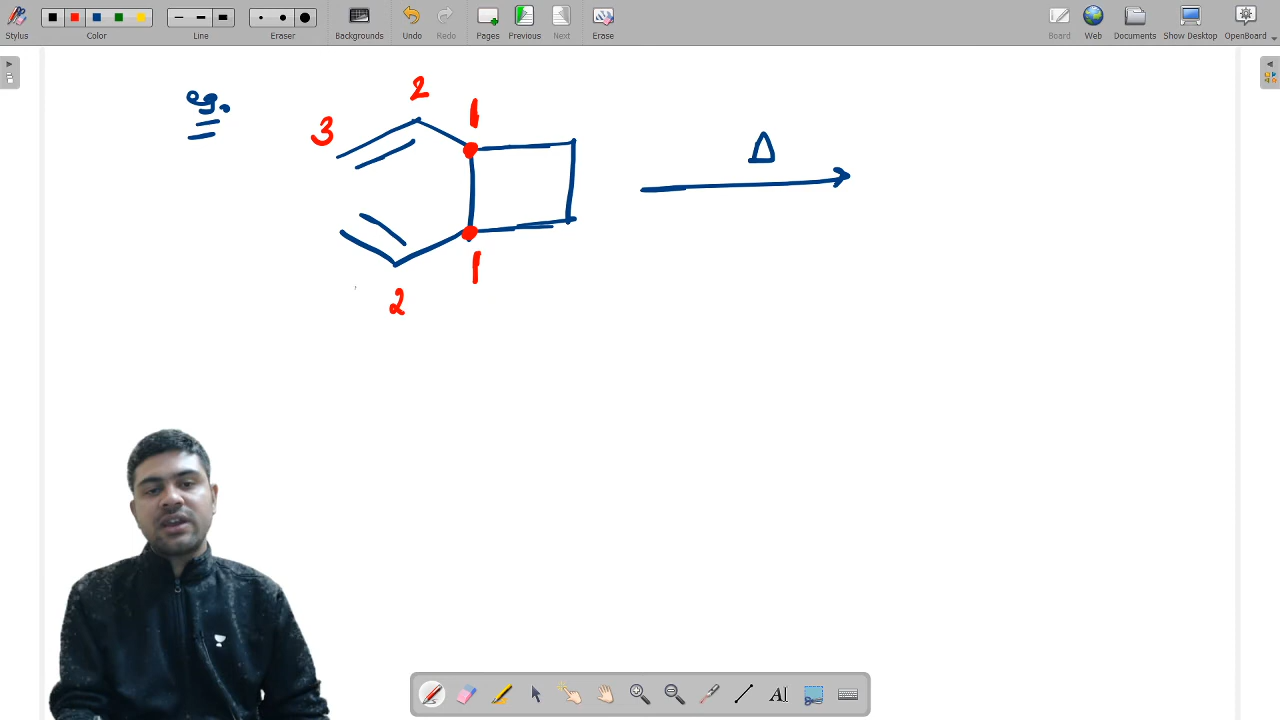 Stylus
Color
Line
Eraser
Backgrounds
Undo
Redo
Pages
Previous
Next
Erase
Board
Web
Documents
Show Desktop
OpenBoard
eg.
2
1
3
Δ
1
2
AI